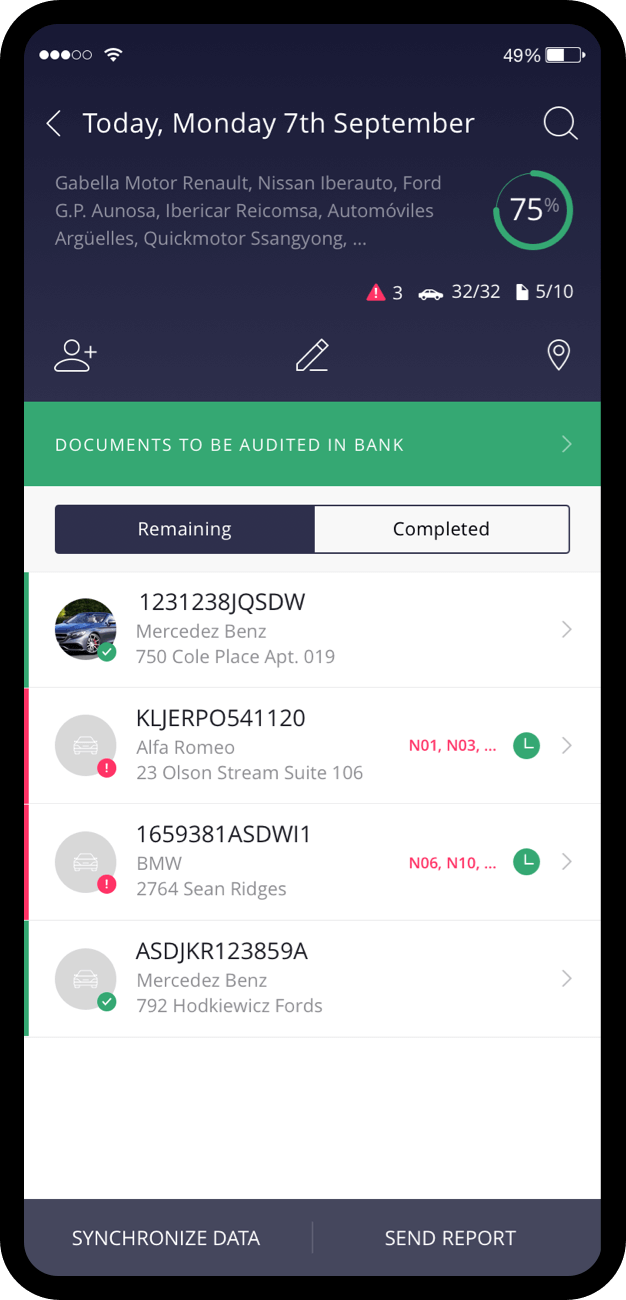 49%
Today, Monday 7th September
Gabella Motor Renault, Nissan Iberauto, Ford
G.P. Aunosa, Ibericar Reicomsa, Automóviles
Argüelles, Quickmotor Ssangyong, ...
75%
3 32/32 5/10
DOCUMENTS TO BE AUDITED IN BANK
Remaining Completed
1231238JQSDW
Mercedez Benz
750 Cole Place Apt. 019
KLJERPO541120
Alfa Romeo
N01, N03, ...
23 Olson Stream Suite 106
1659381ASDWI1
BMW
N06, N10, ...
2764 Sean Ridges
ASDJKR123859A
Mercedez Benz
792 Hodkiewicz Fords
SYNCHRONIZE DATA SEND REPORT